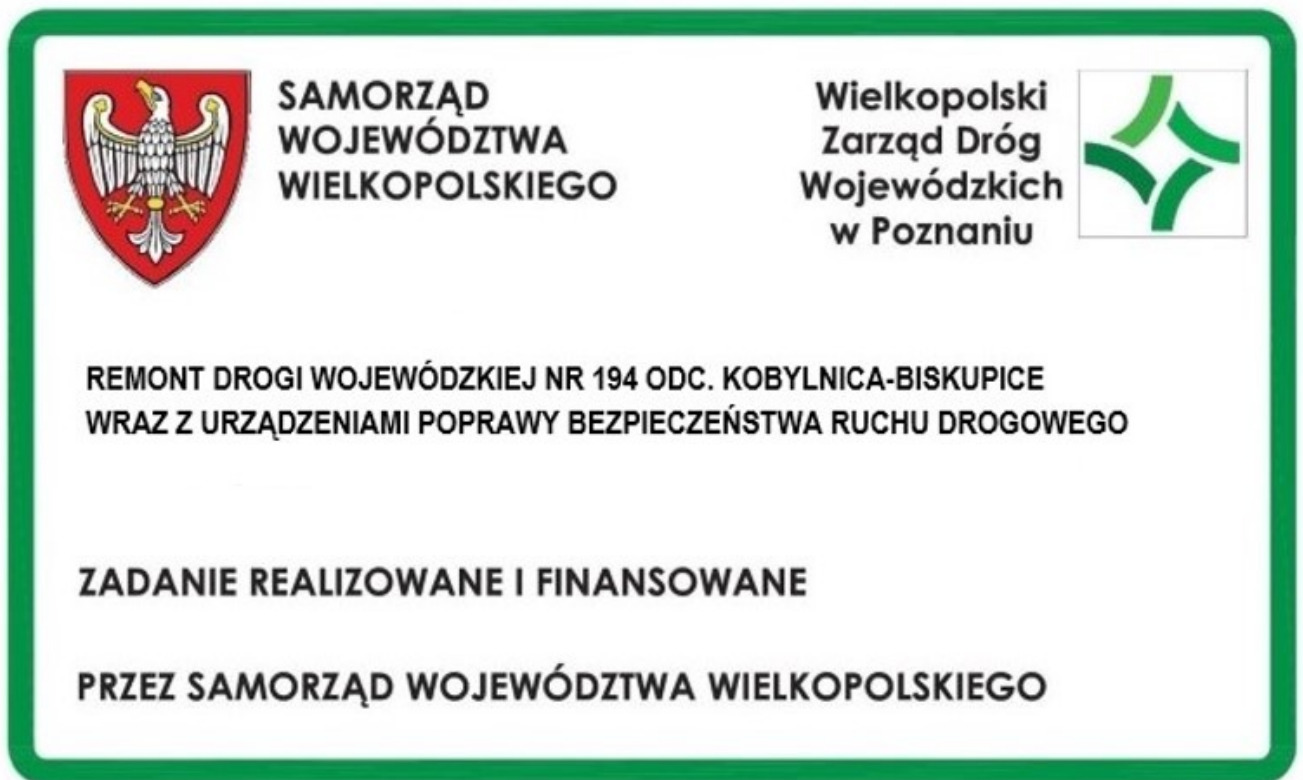 SAMORZĄD
WOJEWÓDZTWA
WIELKOPOLSKIEGO
Wielkopolski
Zarząd Dróg
Wojewódzkich
w Poznaniu
REMONT DROGI WOJEWÓDZKIEJ NR 194 ODC. KOBYLNICA-BISKUPICE
WRAZ Z URZĄDZENIAMI POPRAWY BEZPIECZEŃSTWA RUCHU DROGOWEGO
ZADANIE REALIZOWANE I FINANSOWANE
PRZEZ SAMORZĄD WOJEWÓDZTWA WIELKOPOLSKIEGO